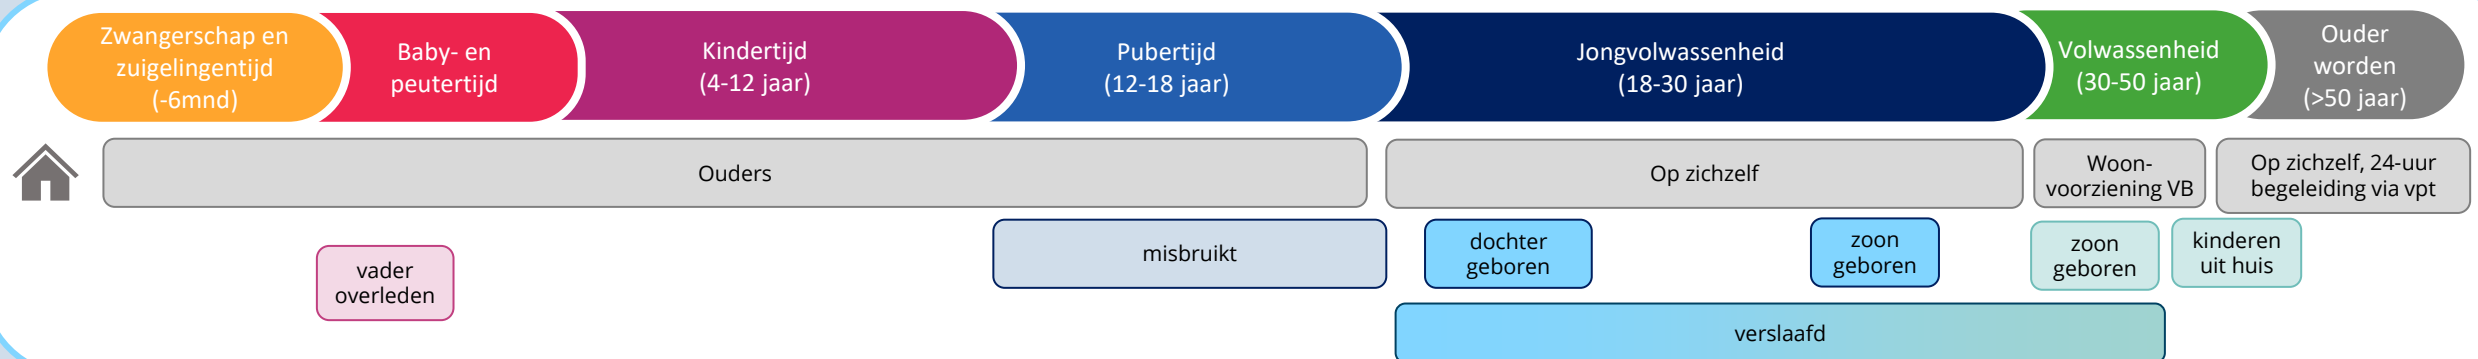 Zwangerschap en
zuigelingentijd
(-6mnd)
Baby- en
peutertijd
Kindertijd
(4-12 jaar)
Pubertijd
(12-18 jaar)
Jongvolwassenheid
(18-30 jaar)
Volwassenheid
(30-50 jaar)
Ouder
worden
(>50 jaar)
Ouders
Op zichzelf
Woon-
voorziening VB
Op zichzelf, 24-uur
begeleiding via vpt
vader
overleden
misbruikt
dochter
geboren
zoon
geboren
zoon
geboren
kinderen
uit huis
verslaafd